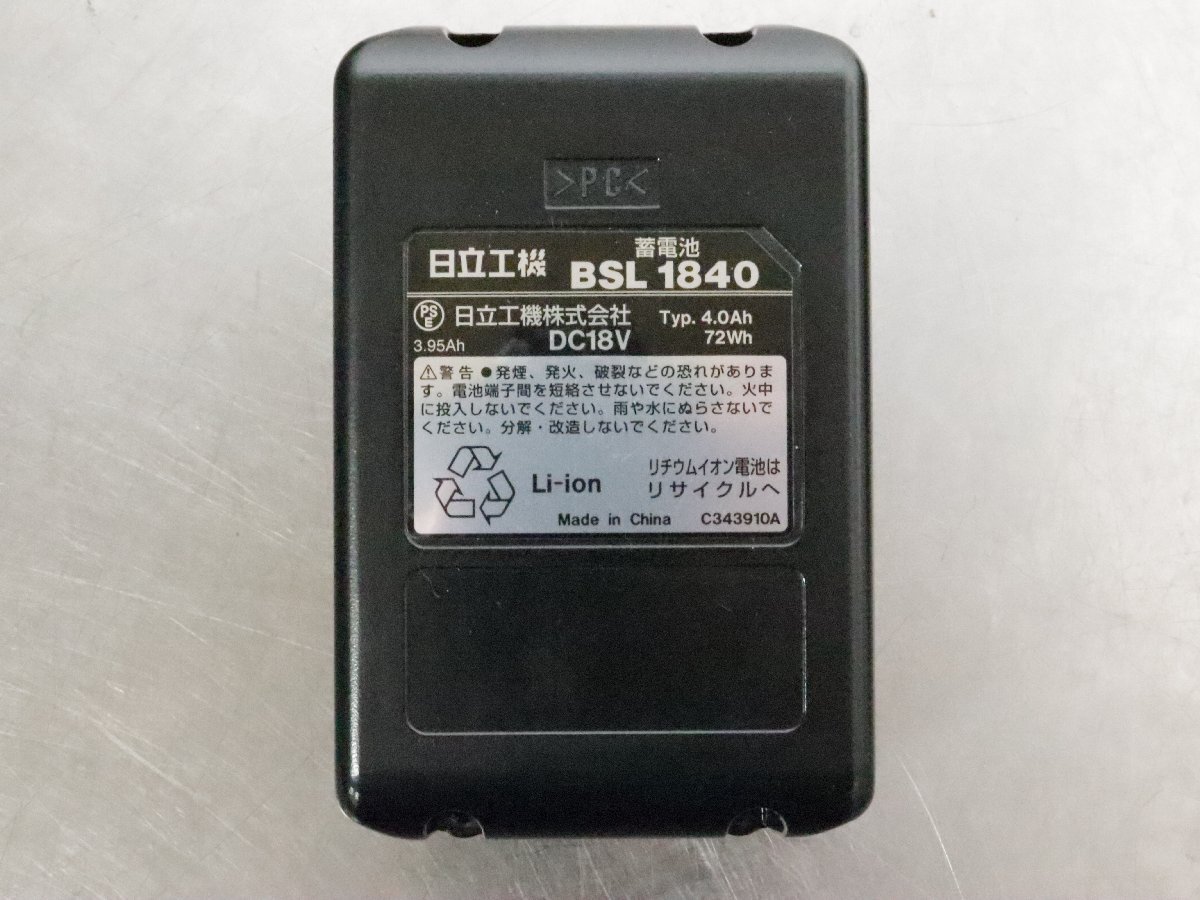 >PC<
日立工機 蓄電池
BSL 1840
PSE 日立工機株式会社 Typ. 4.0Ah
3.95Ah DC18V 72Wh
⚠警告 ●発煙、発火、破裂などの恐れがありま
す。電池端子間を短絡させないでください。火中
に投入しないでください。雨や水にぬらさないで
ください。分解・改造しないでください。
Li-ion リチウムイオン電池は
リサイクルへ
Made in China C343910A